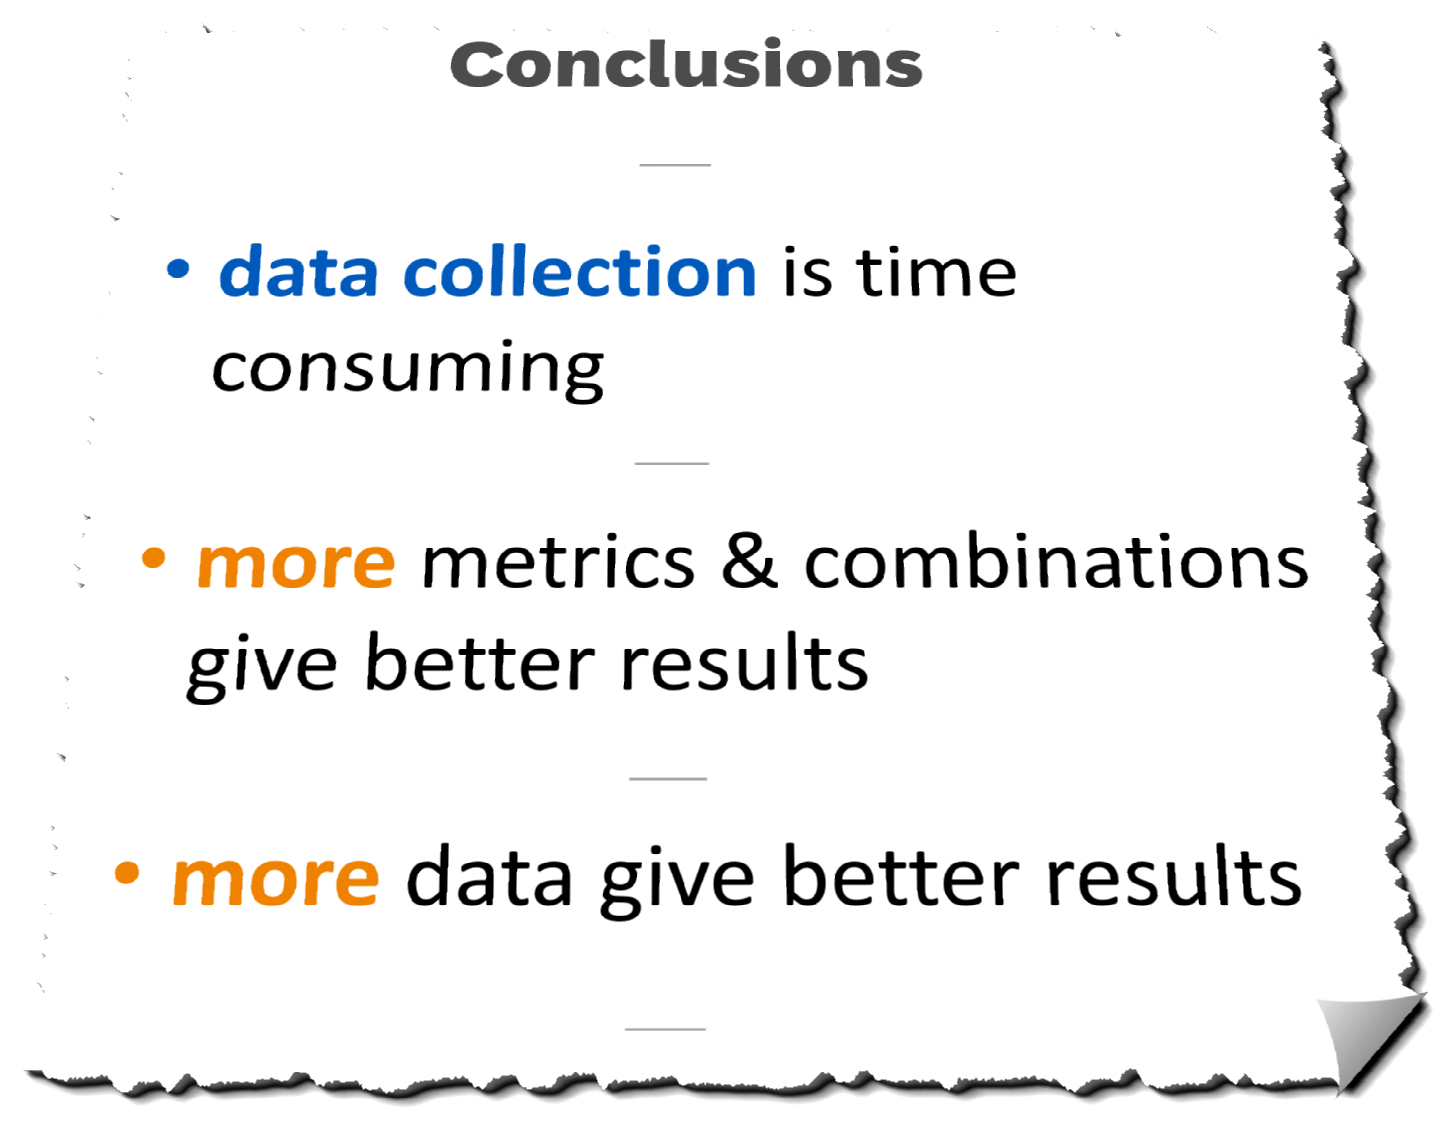 Conclusions
• data collection is time
consuming
• more metrics & combinations
give better results
• more data give better results